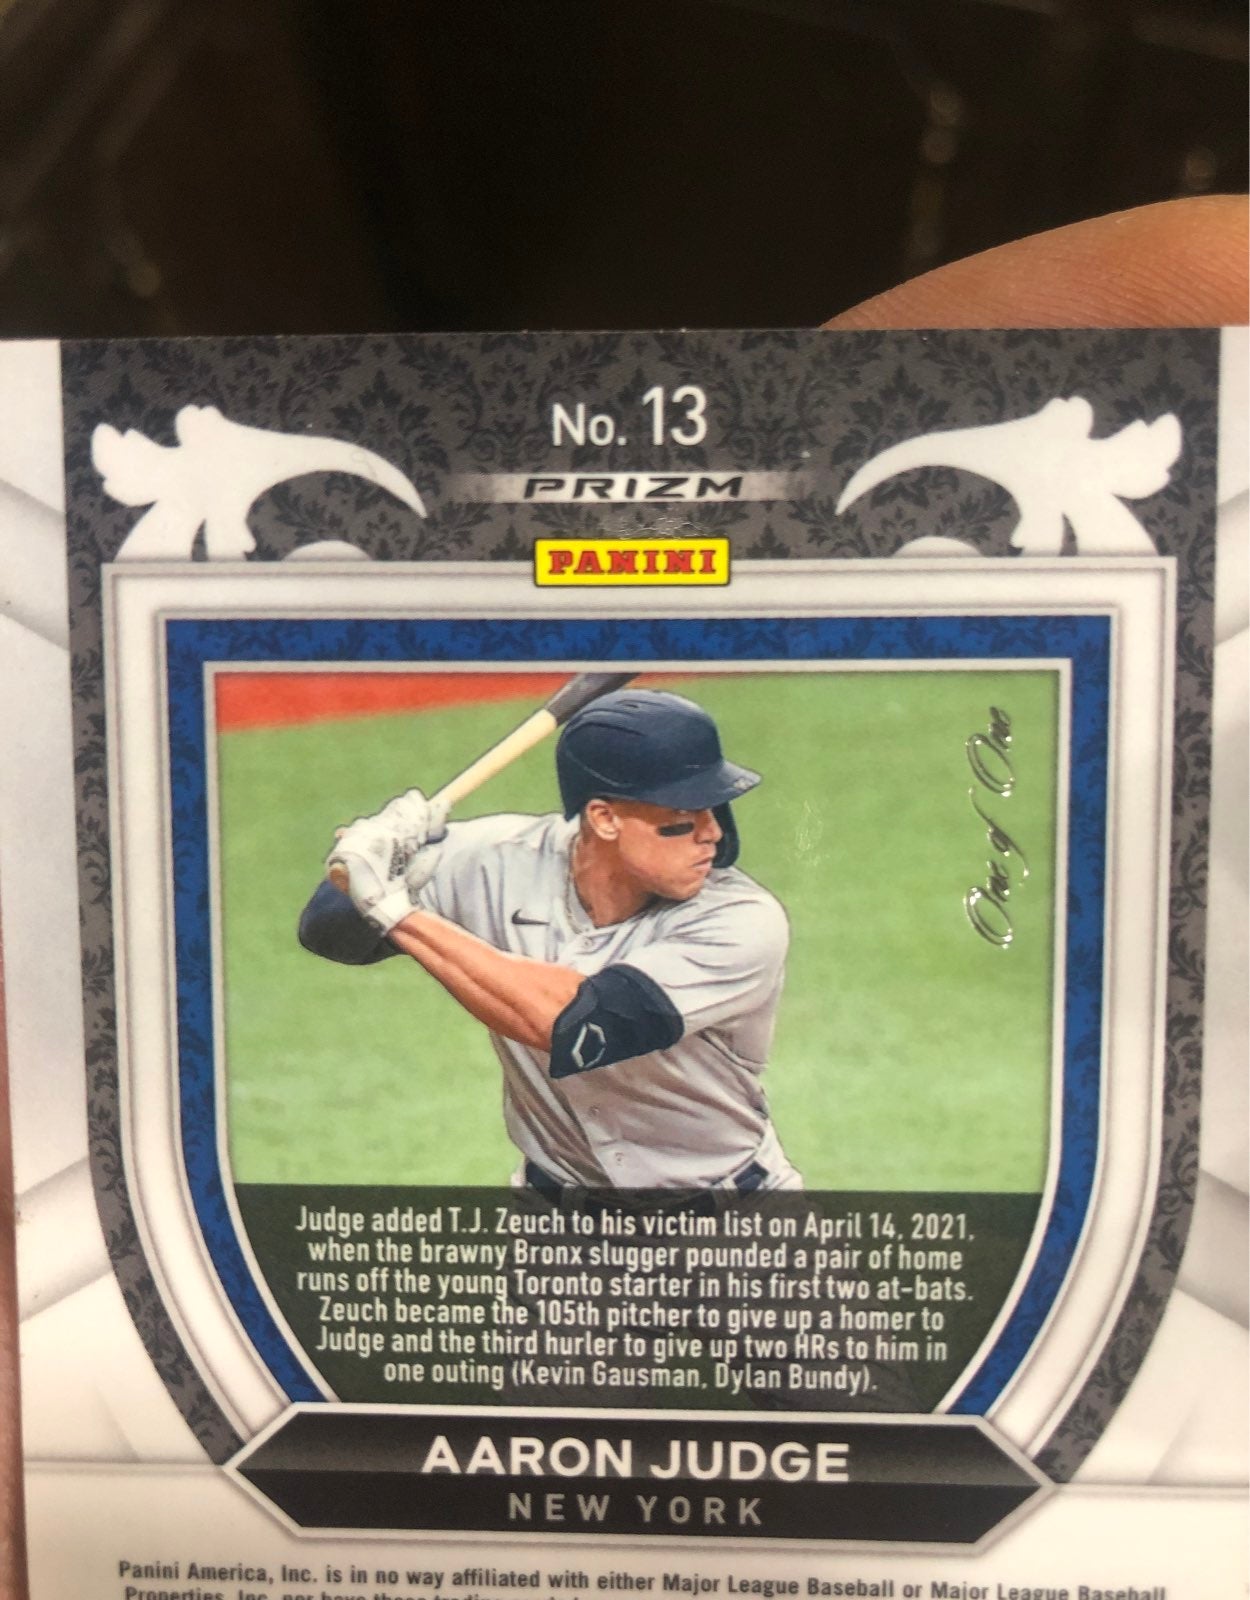 No. 13
PRIZM
PANINI
One of One
Judge added T.J. Zeuch to his victim list on April 14, 2021,
when the brawny Bronx slugger pounded a pair of home
runs off the young Toronto starter in his first two at-bats.
Zeuch became the 105th pitcher to give up a homer to
Judge and the third hurler to give up two HRs to him in
one outing (Kevin Gausman, Dylan Bundy).
AARON JUDGE
NEW YORK
Panini America, Inc. is in no way affiliated with either Major League Baseball or Major League Baseball
Properties, Inc.